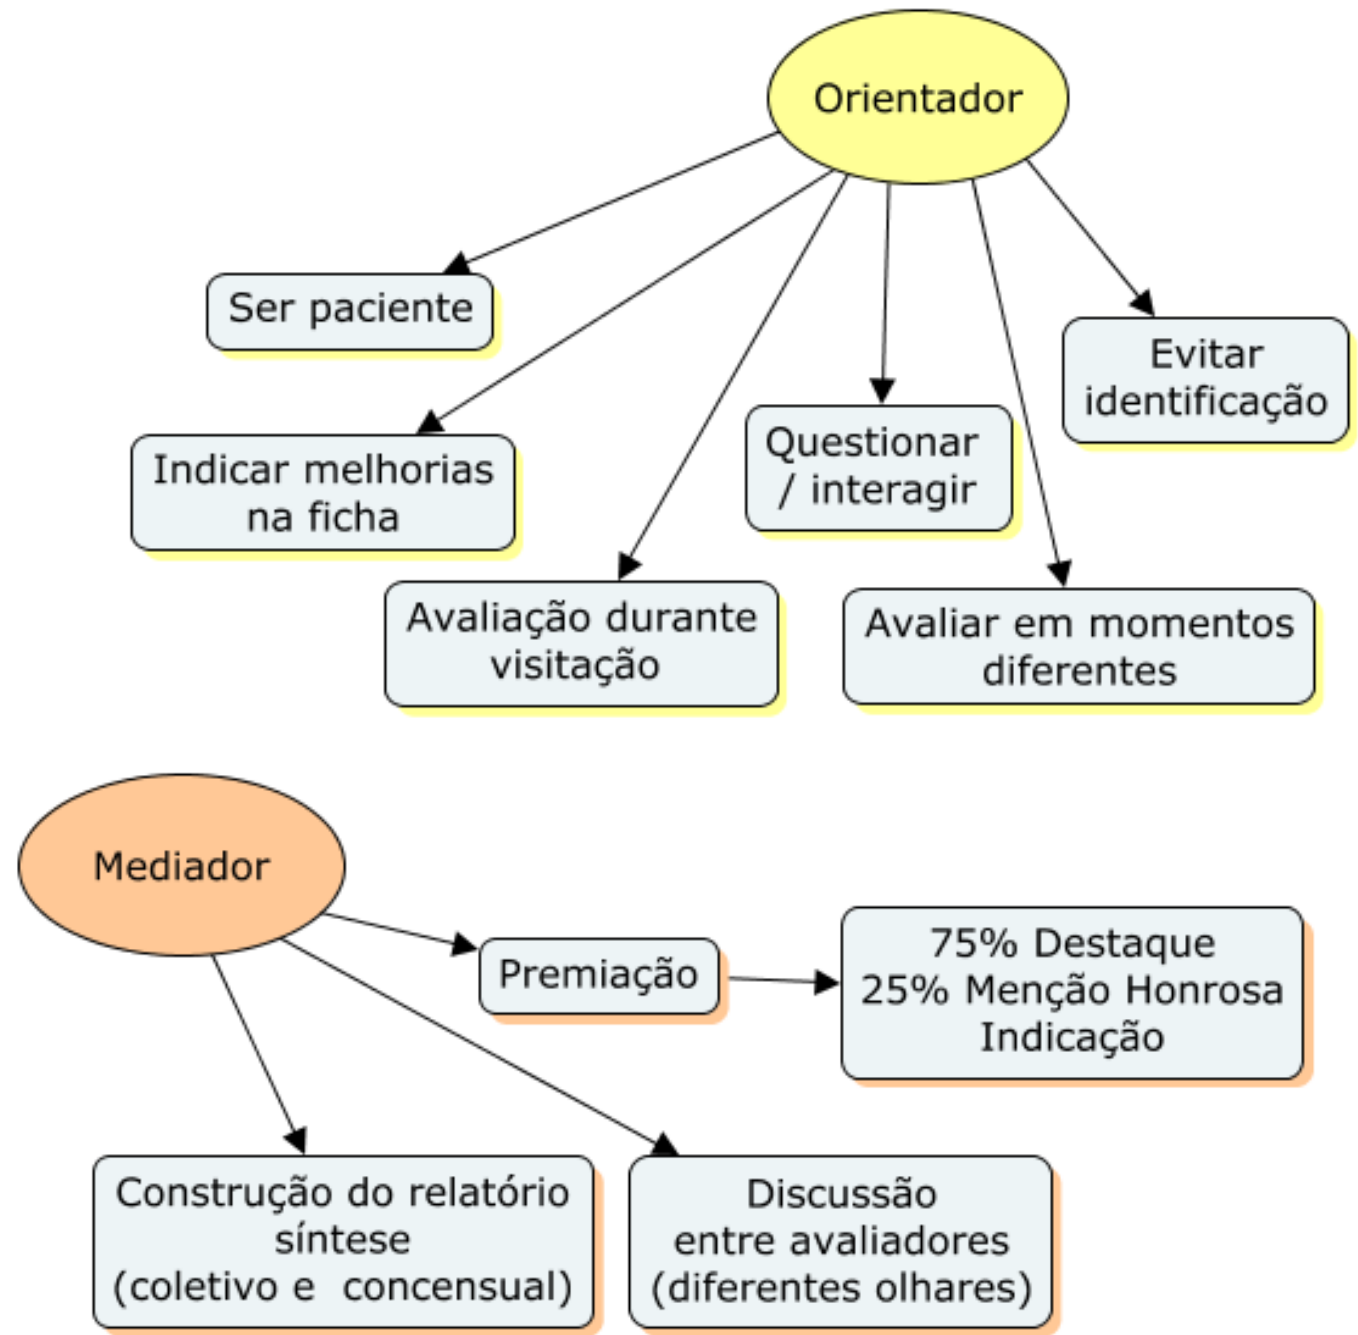 Orientador
Ser paciente
Evitar
identificação
Indicar melhorias
na ficha
Questionar
/ interagir
Avaliação durante
visitação
Avaliar em momentos
diferentes
Mediador
Premiação
75% Destaque
25% Menção Honrosa
Indicação
Construção do relatório
síntese
(coletivo e  concensual)
Discussão
entre avaliadores
(diferentes olhares)